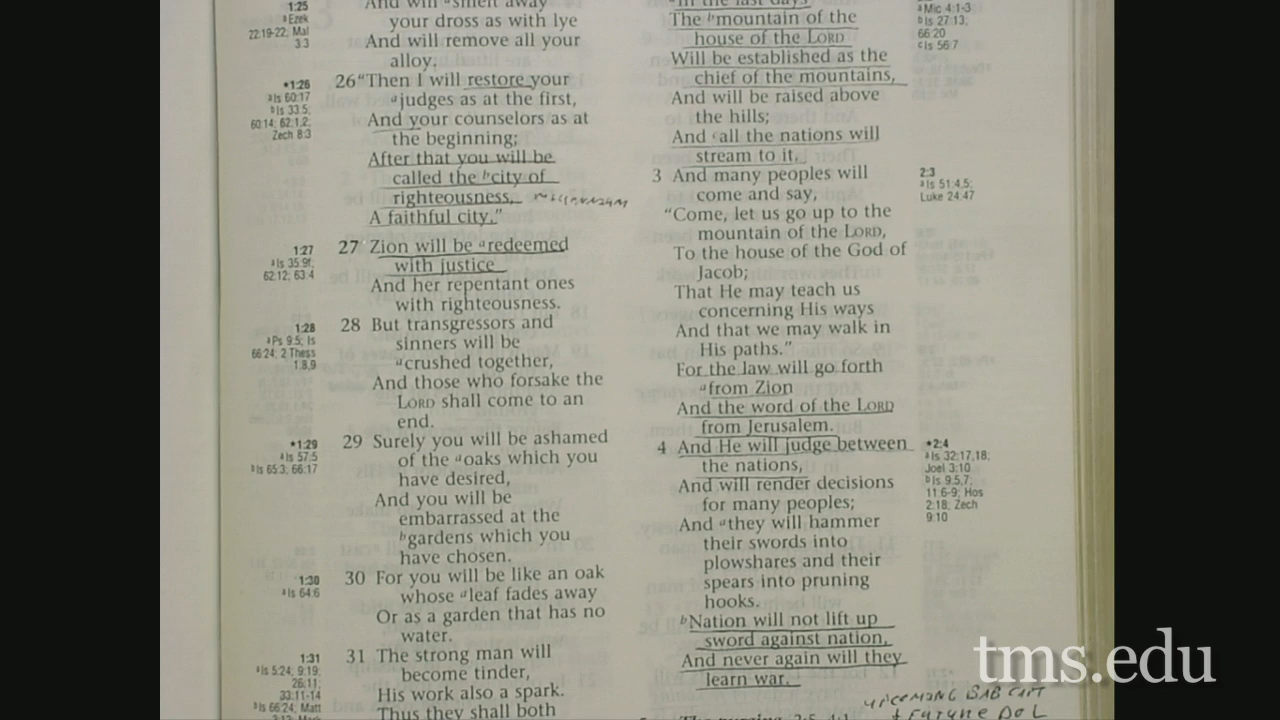 1:25
a Ezek
22:19-22; Mal
3:3
your dross as with lye
And will remove all your
alloy.
*1:26
a Is 60:17
b Is 33:5;
60:14; 62:1,2;
Zech 8:3
26 "Then I will restore your
a judges as at the first,
And your counselors as at
the beginning;
After that you will be
called the b city of
righteousness,
A faithful city."
1:27
a Is 35:9f;
62:12; 63:4
27 Zion will be a redeemed
with justice
And her repentant ones
with righteousness.
1:28
a Ps 9:5; Is
66:24; 2 Thess
1:8,9
28 But transgressors and
sinners will be
a crushed together,
And those who forsake the
LORD shall come to an
end.
*1:29
a Is 57:5
b Is 65:3; 66:17
29 Surely you will be ashamed
of the a oaks which you
have desired,
And you will be
embarrassed at the
b gardens which you
have chosen.
1:30
a Is 64:6
30 For you will be like an oak
whose a leaf fades away
Or as a garden that has no
water.
1:31
a Is 5:24; 9:19;
26:11;
33:11-14
b Is 66:24; Matt
31 The strong man will
become tinder,
His work also a spark.
Thus they shall both
The b mountain of the
house of the LORD
Will be established as the
chief of the mountains,
And will be raised above
the hills;
And c all the nations will
stream to it.
a Mic 4:1-3
b Is 27:13;
66:20
c Is 56:7
3 And many peoples will
come and say,
"Come, let us go up to the
mountain of the LORD,
To the house of the God of
Jacob;
That He may teach us
concerning His ways
And that we may walk in
His paths."
For the law will go forth
a from Zion
And the word of the LORD
from Jerusalem.
2:3
a Is 51:4,5;
Luke 24:47
4 And He will judge between
the nations,
And will render decisions
for many peoples;
And a they will hammer
their swords into
plowshares and their
spears into pruning
hooks.
b Nation will not lift up
sword against nation,
And never again will they
learn war.
*2:4
a Is 32:17,18;
Joel 3:10
b Is 9:5,7;
11:6-9; Hos
2:18; Zech
9:10
tms.edu